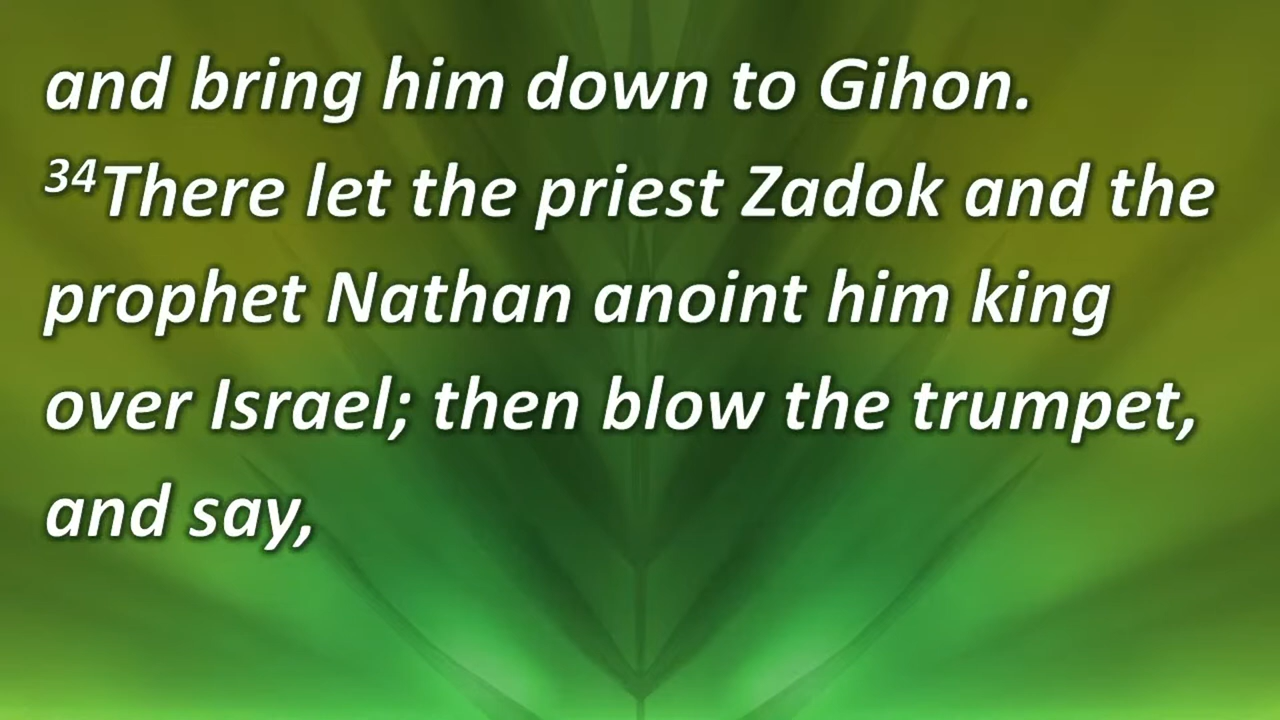 and bring him down to Gihon.
34There let the priest Zadok and the
prophet Nathan anoint him king
over Israel; then blow the trumpet,
and say,